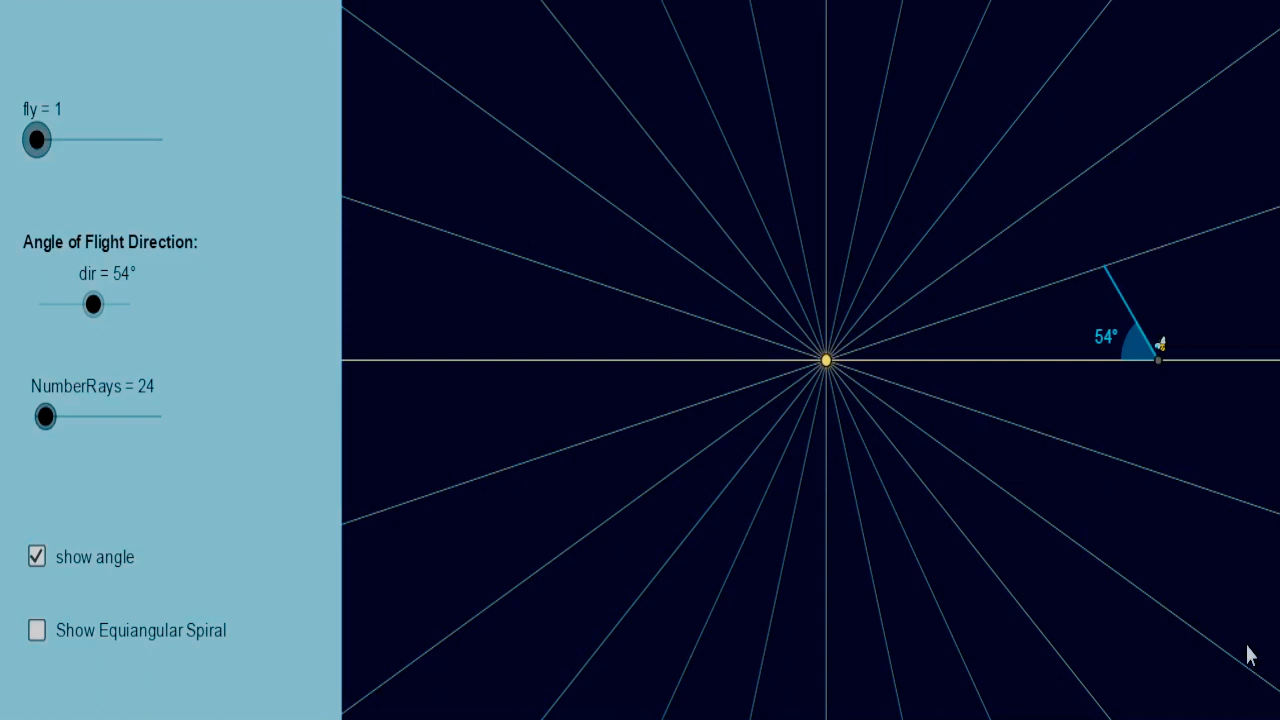 fly = 1
Angle of Flight Direction:
dir = 54°
NumberRays = 24
show angle
Show Equiangular Spiral
54°